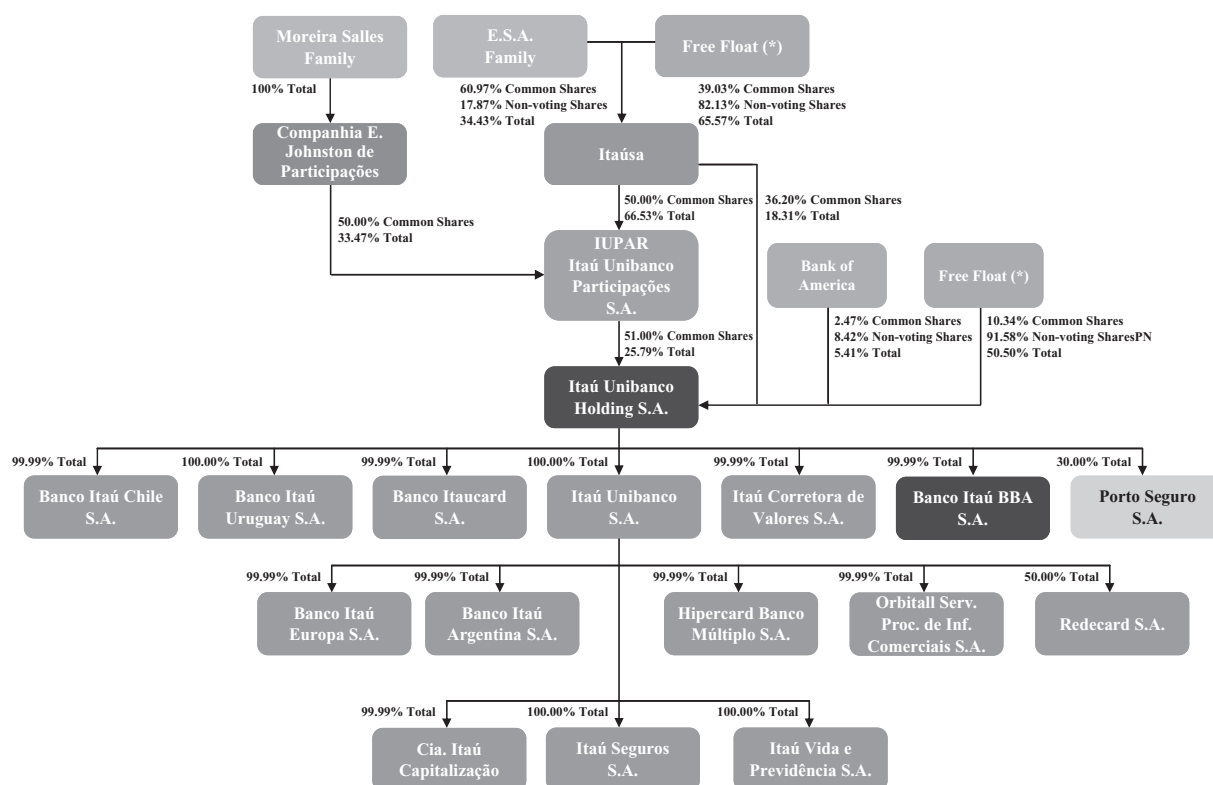 Moreira Salles
Family
E.S.A.
Family
Free Float (*)
100% Total
60.97% Common Shares
17.87% Non-voting Shares
34.43% Total
39.03% Common Shares
82.13% Non-voting Shares
65.57% Total
Companhia E.
Johnston de
Participações
Itaúsa
50.00% Common Shares
33.47% Total
50.00% Common Shares
66.53% Total
36.20% Common Shares
18.31% Total
IUPAR
Itaú Unibanco
Participações
S.A.
Bank of
America
Free Float (*)
51.00% Common Shares
25.79% Total
2.47% Common Shares
8.42% Non-voting Shares
5.41% Total
10.34% Common Shares
91.58% Non-voting SharesPN
50.50% Total
Itaú Unibanco
Holding S.A.
99.99% Total
100.00% Total
99.99% Total
100.00% Total
99.99% Total
99.99% Total
30.00% Total
Banco Itaú Chile
S.A.
Banco Itaú
Uruguay S.A.
Banco Itaucard
S.A.
Itaú Unibanco
S.A.
Itaú Corretora de
Valores S.A.
Banco Itaú BBA
S.A.
Porto Seguro
S.A.
99.99% Total
99.99% Total
99.99% Total
99.99% Total
50.00% Total
Banco Itaú
Europa S.A.
Banco Itaú
Argentina S.A.
Hipercard Banco
Múltiplo S.A.
Orbitall Serv.
Proc. de Inf.
Comerciais S.A.
Redecard S.A.
99.99% Total
100.00% Total
100.00% Total
Cia. Itaú
Capitalização
Itaú Seguros
S.A.
Itaú Vida e
Previdência S.A.